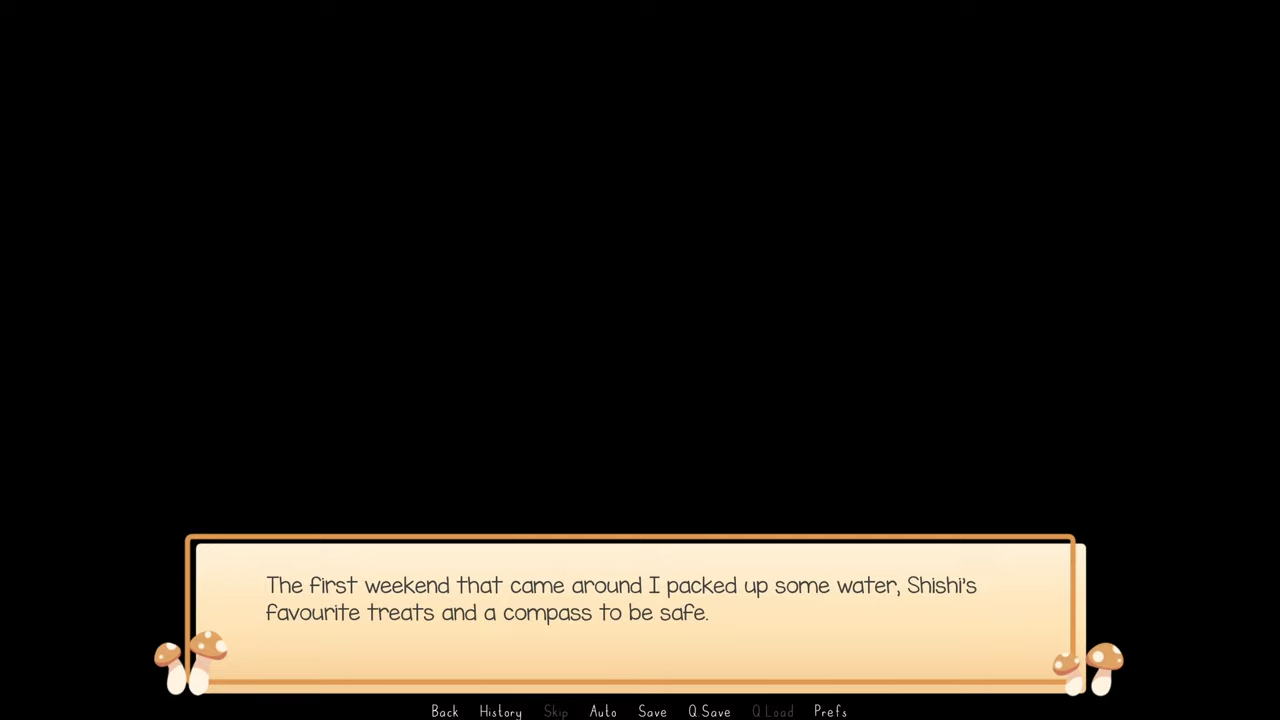 The first weekend that came around I packed up some water, Shishi's
favourite treats and a compass to be safe.
Back History Skip Auto Save Q.Save Q.Load Prefs